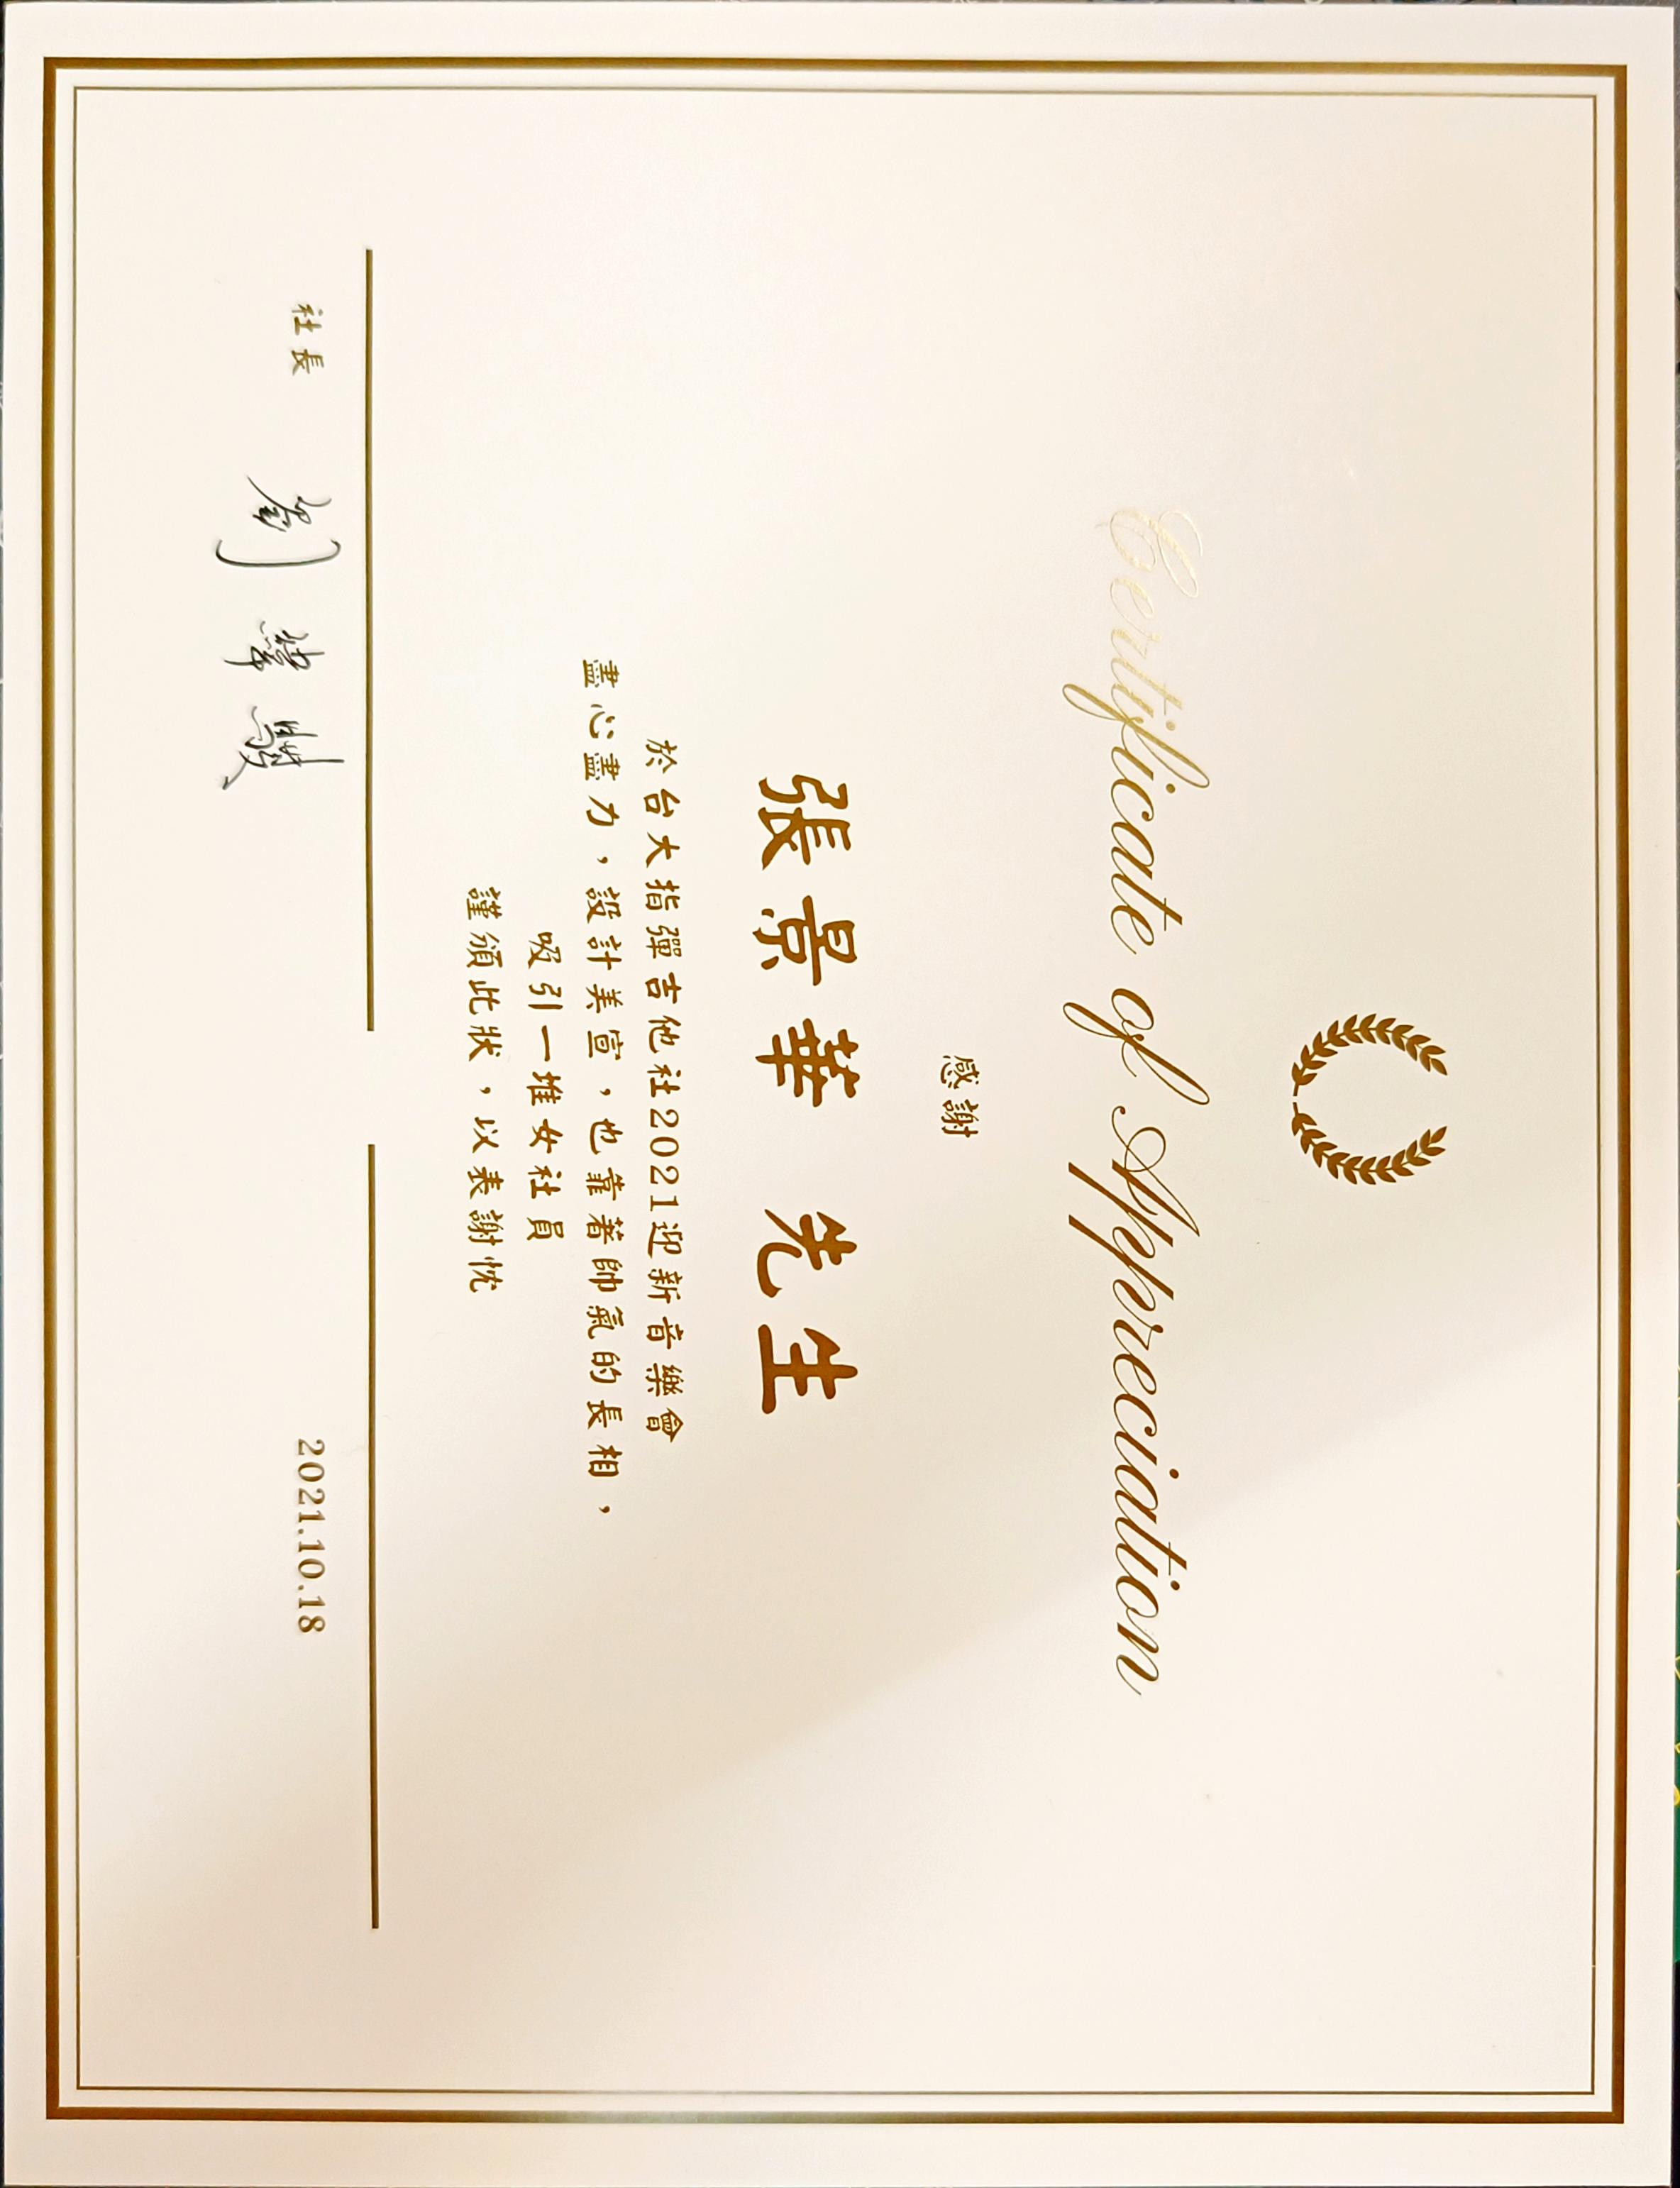 Certificate of Appreciation
感謝
張景華 先生
於台大指彈吉他社2021迎新音樂會
盡心盡力，設計美宣，也靠著帥氣的長相，
吸引一堆女社員
謹頒此狀，以表謝忱
社長 劉
2021.10.18